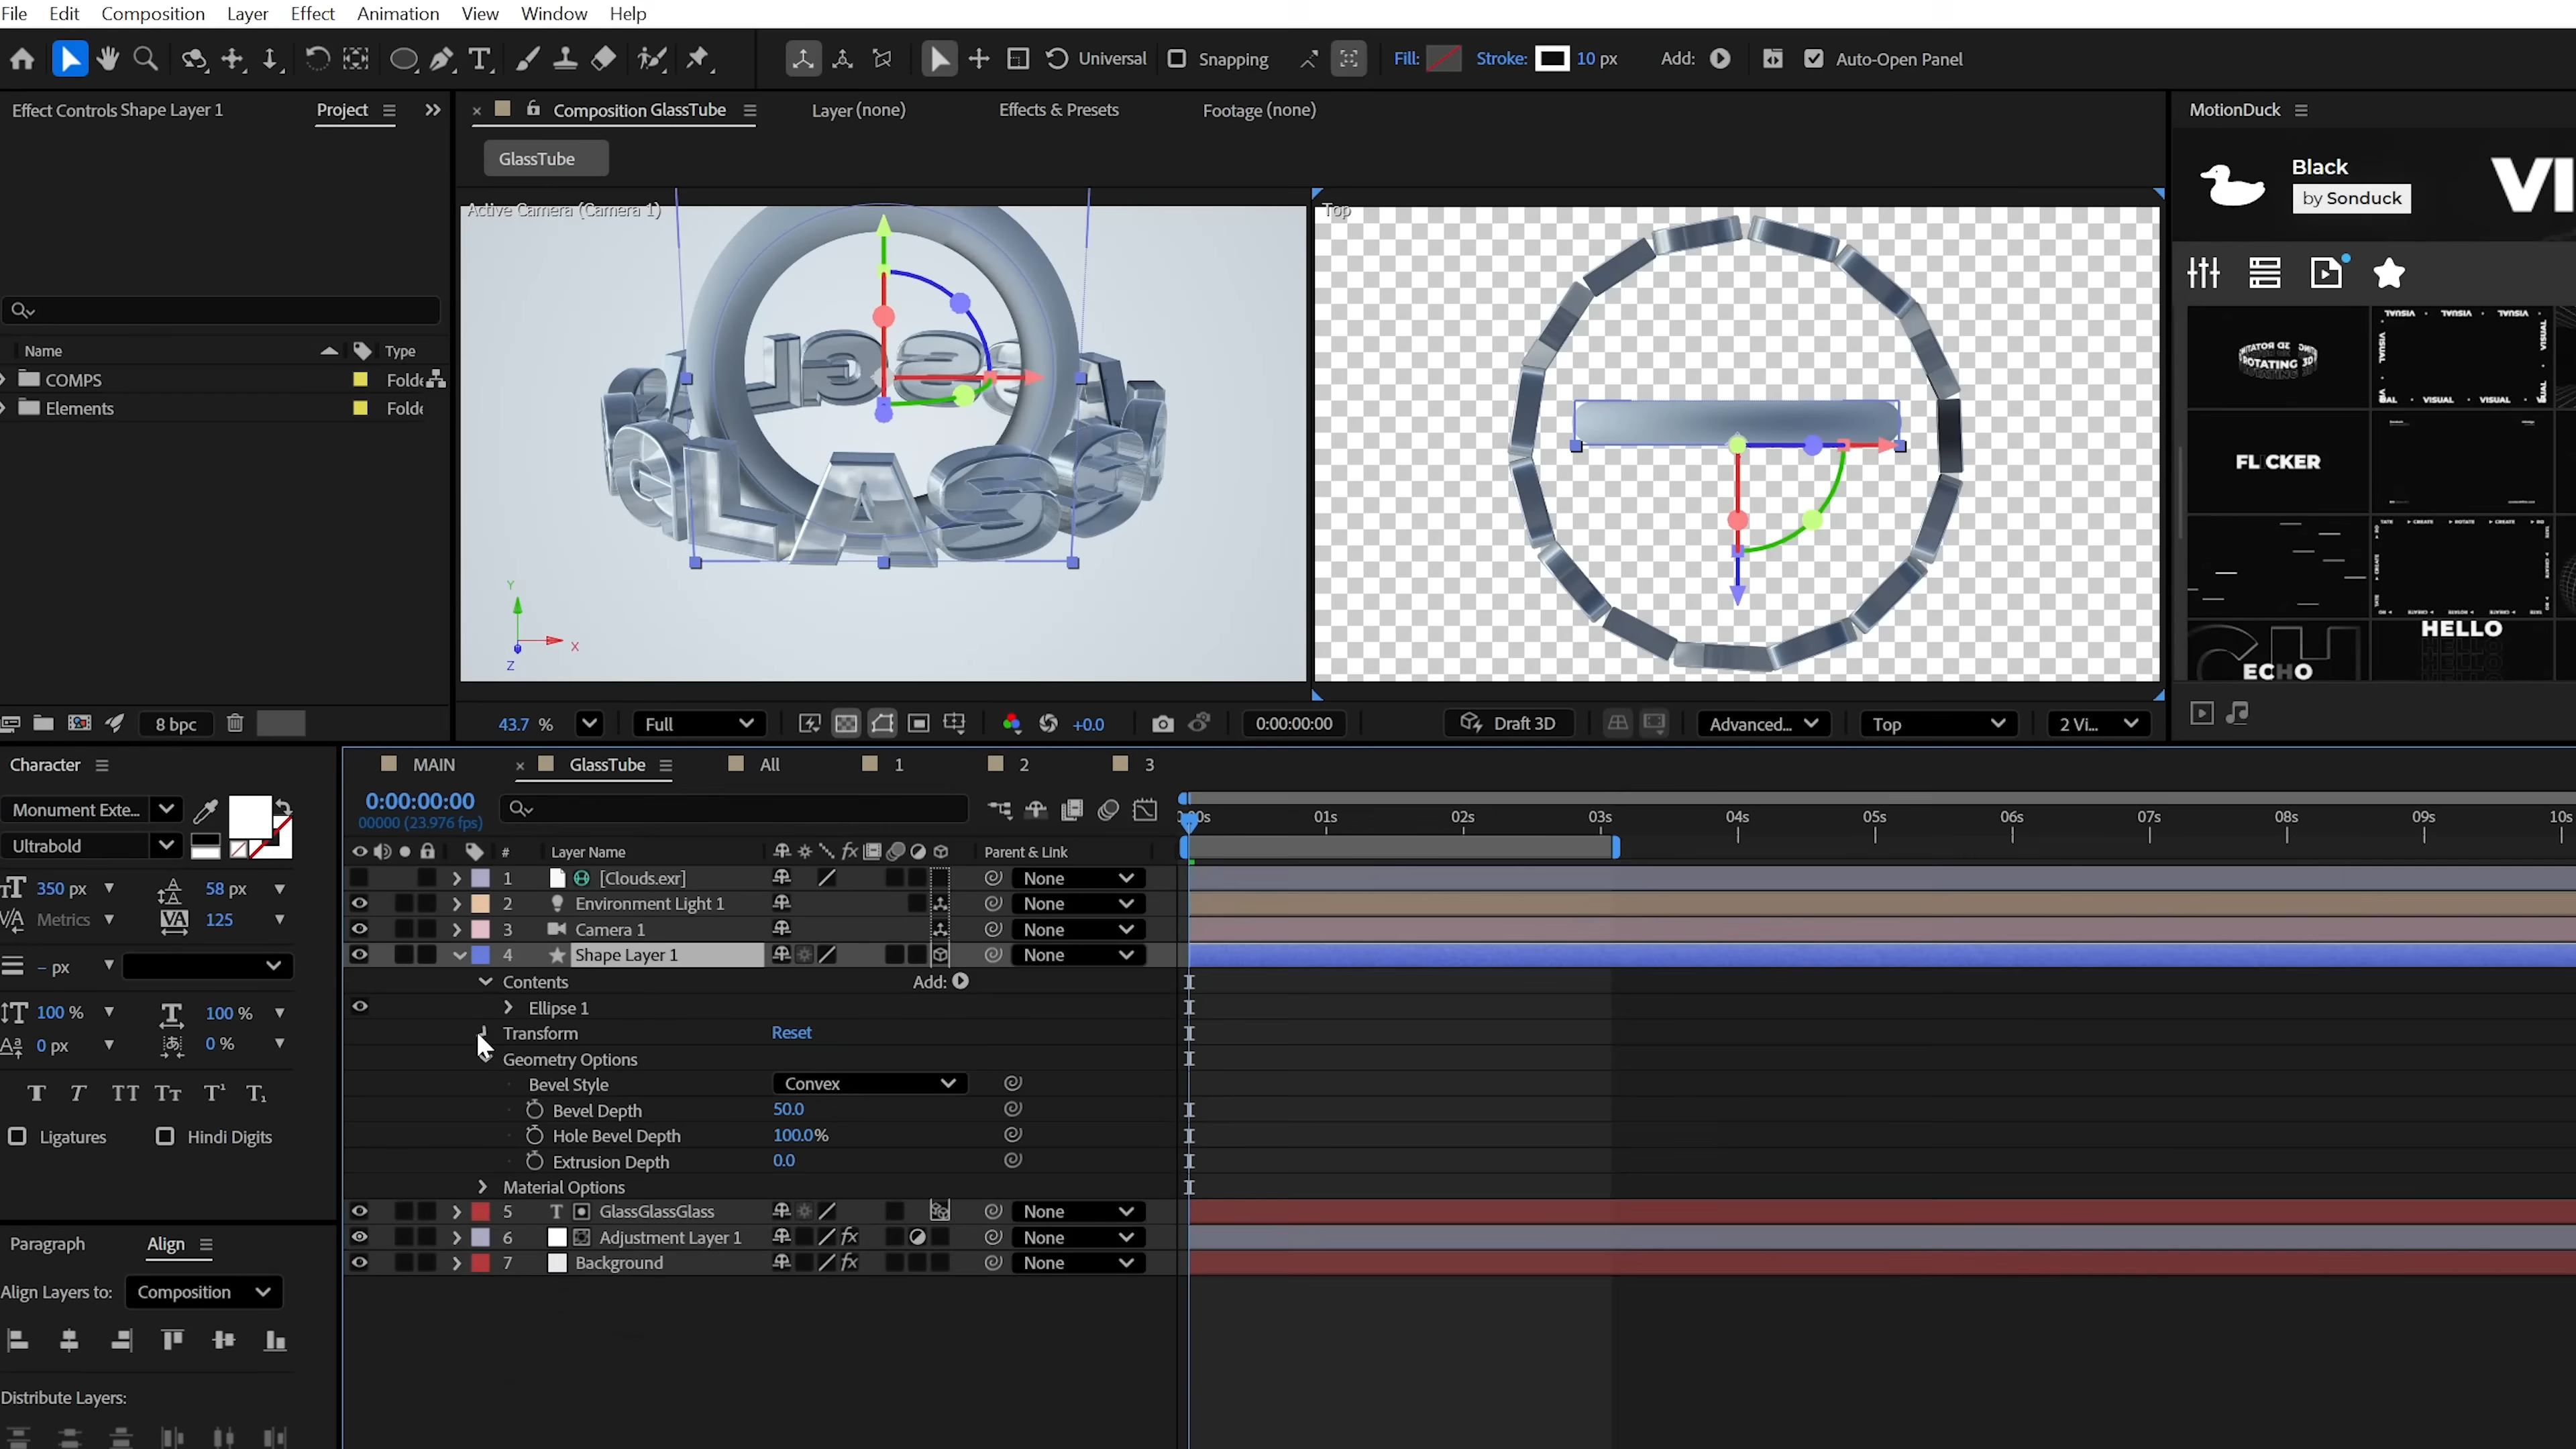 File Edit Composition Layer Effect Animation View Window Help
Universal Snapping Fill: Stroke: 10 px Add: Auto-Open Panel
Effect Controls Shape Layer 1 Project
Composition GlassTube Layer (none) Effects & Presets Footage (none)
MotionDuck
GlassTube
Black
by Sonduck
Active Camera (Camera 1)
Top
Name Type
COMPS Folde
Elements Folde
GLASS
Y
X
Z
ROTATING 3D
VISUAL
FLICKER
HELLO
ECHO
8 bpc
43.7 % Full +0.0 0:00:00:00 Draft 3D Advanced... Top 2 Vi...
Character
Monument Exte...
Ultrabold
350 px 58 px
Metrics 125
– px
100 % 100 %
0 px 0 %
Ligatures Hindi Digits
Paragraph Align
Align Layers to: Composition
Distribute Layers:
MAIN GlassTube All 1 2 3
0:00:00:00
00000 (23.976 fps)
01s 02s 03s 04s 05s 06s 07s 08s 09s 10s
# Layer Name Parent & Link
1 [Clouds.exr] None
2 Environment Light 1 None
3 Camera 1 None
4 Shape Layer 1 None
Contents Add:
Ellipse 1
Transform Reset
Geometry Options
Bevel Style Convex
Bevel Depth 50.0
Hole Bevel Depth 100.0%
Extrusion Depth 0.0
Material Options
5 GlassGlassGlass None
6 Adjustment Layer 1 None
7 Background None